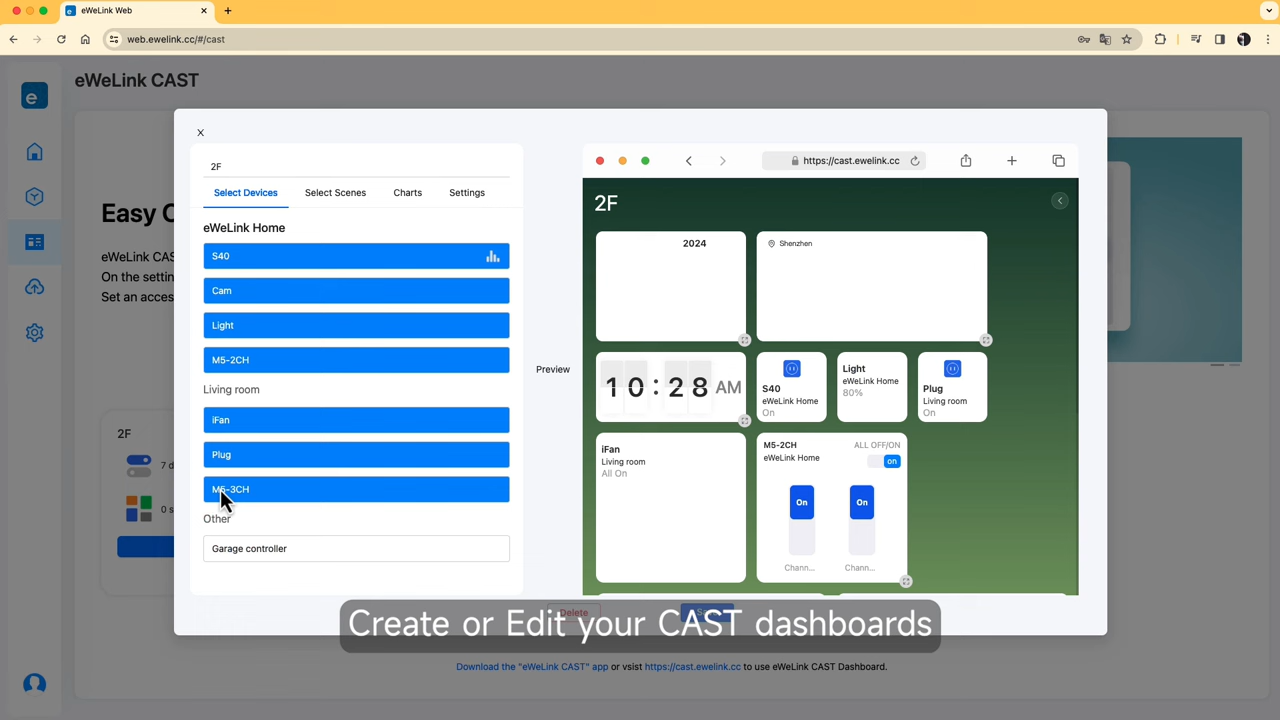 eWeLink Web
web.ewelink.cc/#/cast
eWeLink CAST
Easy C
eWeLink CAS
On the settin
Set an acces
2F
7 d
0 s
X
2F
Select Devices
Select Scenes
Charts
Settings
eWeLink Home
S40
Cam
Light
M5-2CH
Living room
iFan
Plug
M5-3CH
Other
Garage controller
Preview
https://cast.ewelink.cc
2F
2024
Shenzhen
10:28 AM
S40
eWeLink Home
On
Light
eWeLink Home
80%
Plug
Living room
On
iFan
Living room
All On
M5-2CH
ALL OFF/ON
eWeLink Home
on
On
On
Chann...
Chann...
Delete
Create or Edit your CAST dashboards
Download the "eWeLink CAST" app or vsist https://cast.ewelink.cc to use eWeLink CAST Dashboard.